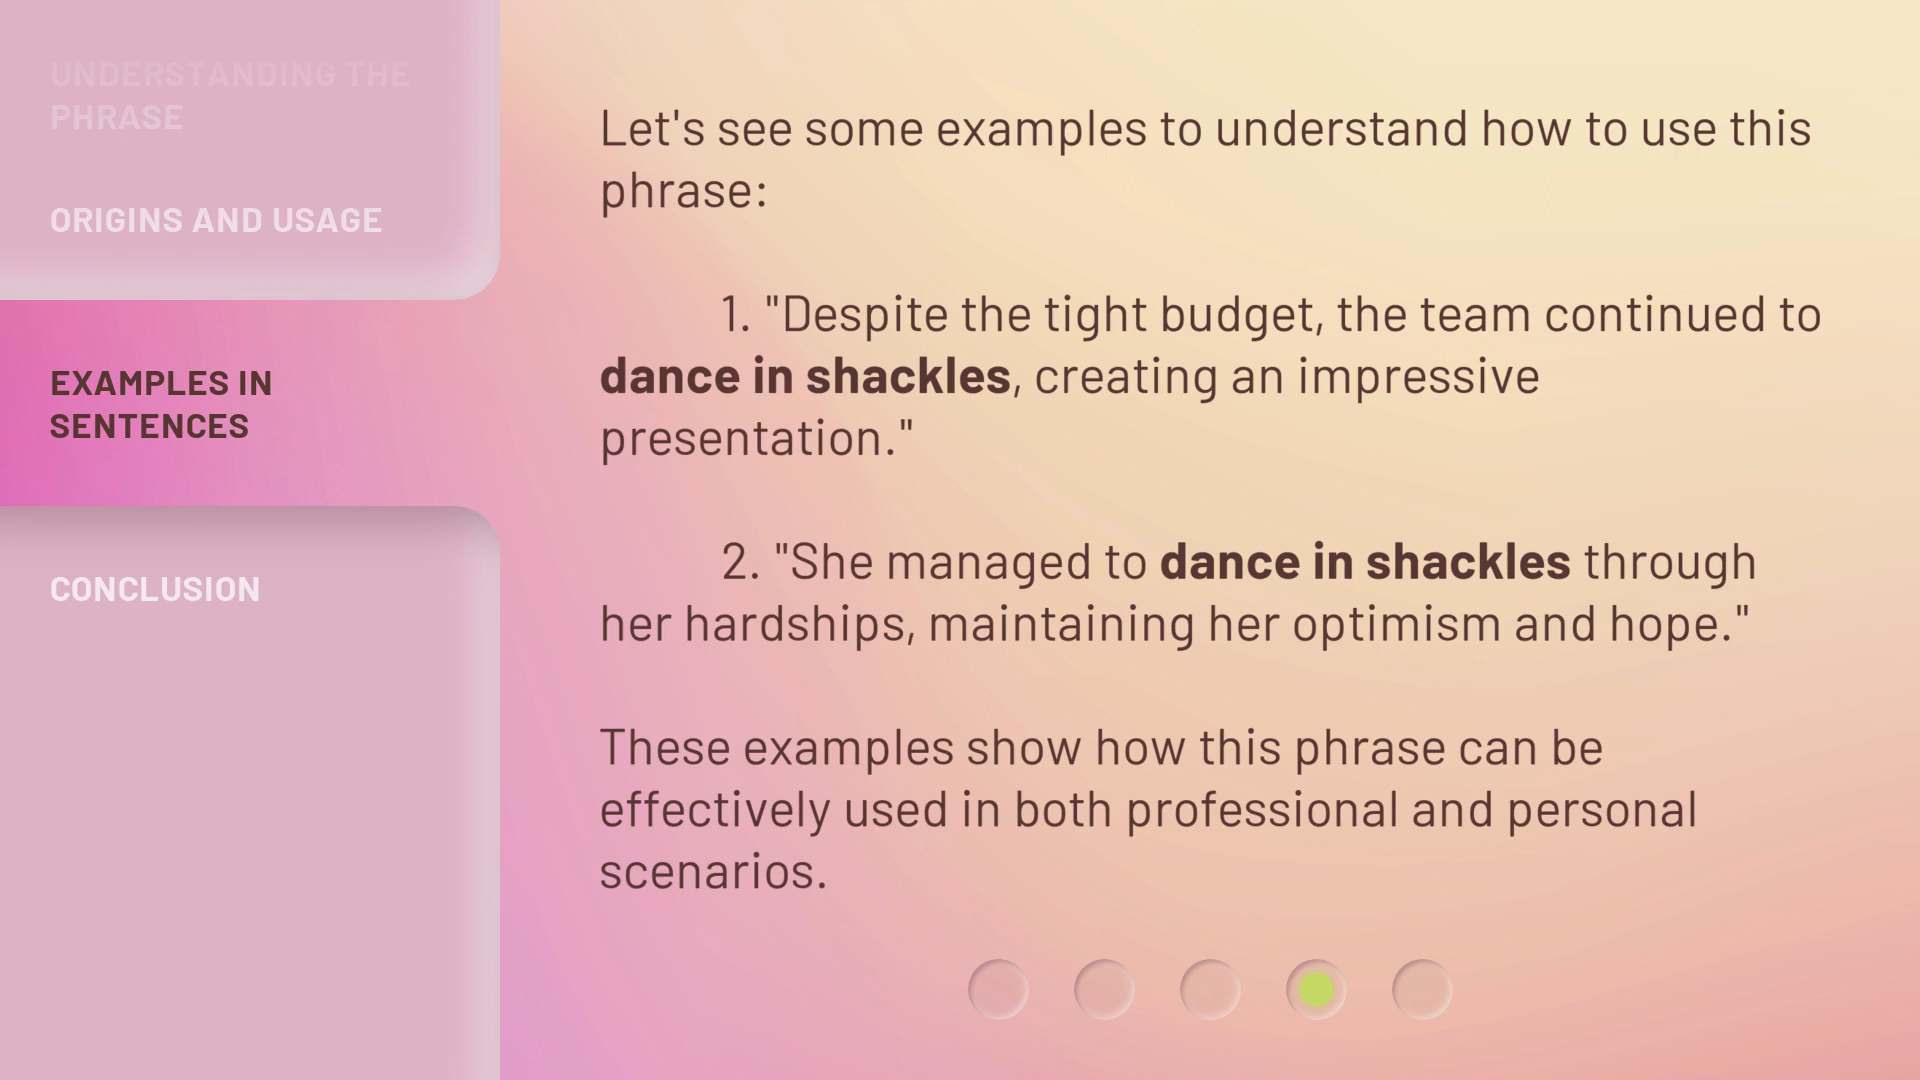 UNDERSTANDING THE
PHRASE
ORIGINS AND USAGE
EXAMPLES IN
SENTENCES
CONCLUSION
Let's see some examples to understand how to use this
phrase:
1. "Despite the tight budget, the team continued to
dance in shackles, creating an impressive
presentation."
2. "She managed to dance in shackles through
her hardships, maintaining her optimism and hope."
These examples show how this phrase can be
effectively used in both professional and personal
scenarios.